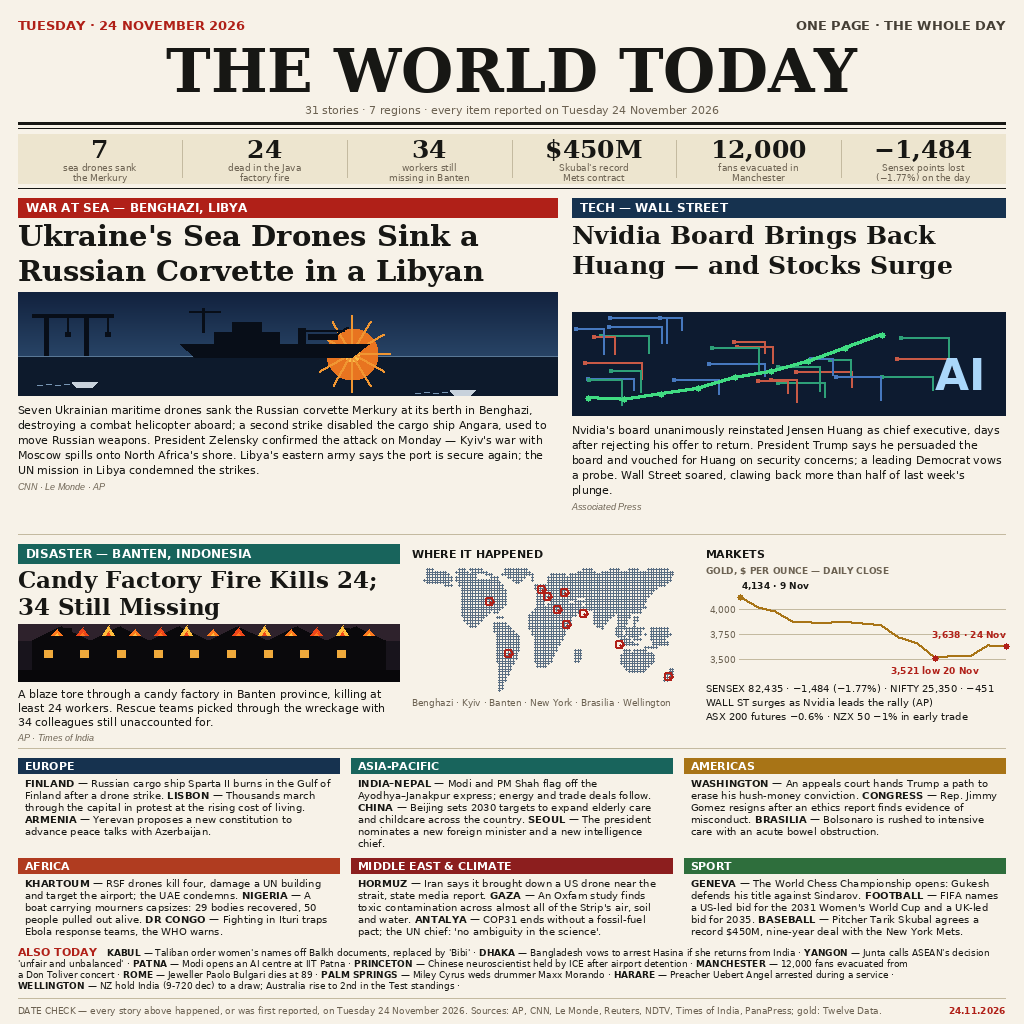 TUESDAY · 24 NOVEMBER 2026
ONE PAGE · THE WHOLE DAY
THE WORLD TODAY
31 stories · 7 regions · every item reported on Tuesday 24 November 2026
7
sea drones sank
the Merkury
24
dead in the Java
factory fire
34
workers still
missing in Banten
$450M
Skubal's record
Mets contract
12,000
fans evacuated in
Manchester
−1,484
Sensex points lost
(−1.77%) on the day
WAR AT SEA — BENGHAZI, LIBYA
Ukraine's Sea Drones Sink a
Russian Corvette in a Libyan
Seven Ukrainian maritime drones sank the Russian corvette Merkury at its berth in Benghazi,
destroying a combat helicopter aboard; a second strike disabled the cargo ship Angara, used to
move Russian weapons. President Zelensky confirmed the attack on Monday — Kyiv's war with
Moscow spills onto North Africa's shore. Libya's eastern army says the port is secure again; the
UN mission in Libya condemned the strikes.
CNN · Le Monde · AP
TECH — WALL STREET
Nvidia Board Brings Back
Huang — and Stocks Surge
AI
Nvidia's board unanimously reinstated Jensen Huang as chief executive, days
after rejecting his offer to return. President Trump says he persuaded the
board and vouched for Huang on security concerns; a leading Democrat vows
a probe. Wall Street soared, clawing back more than half of last week's
plunge.
Associated Press
DISASTER — BANTEN, INDONESIA
Candy Factory Fire Kills 24;
34 Still Missing
A blaze tore through a candy factory in Banten province, killing at
least 24 workers. Rescue teams picked through the wreckage with
34 colleagues still unaccounted for.
AP · Times of India
WHERE IT HAPPENED
Benghazi · Kyiv · Banten · New York · Brasilia · Wellington
MARKETS
GOLD, $ PER OUNCE — DAILY CLOSE
4,134 · 9 Nov
4,000
3,750
3,500
3,638 · 24 Nov
3,521 low 20 Nov
SENSEX 82,435 · −1,484 (−1.77%) · NIFTY 25,350 · −451
WALL ST surges as Nvidia leads the rally (AP)
ASX 200 futures −0.6% · NZX 50 −1% in early trade
EUROPE
FINLAND — Russian cargo ship Sparta II burns in the Gulf of
Finland after a drone strike. LISBON — Thousands march
through the capital in protest at the rising cost of living.
ARMENIA — Yerevan proposes a new constitution to
advance peace talks with Azerbaijan.
ASIA-PACIFIC
INDIA–NEPAL — Modi and PM Shah flag off the
Ayodhya–Janakpur express; energy and trade deals follow.
CHINA — Beijing sets 2030 targets to expand elderly care
and childcare across the country. SEOUL — The president
nominates a new foreign minister and a new intelligence
chief.
AMERICAS
WASHINGTON — An appeals court hands Trump a path to
erase his hush-money conviction. CONGRESS — Rep. Jimmy
Gomez resigns after an ethics report finds evidence of
misconduct. BRASILIA — Bolsonaro is rushed to intensive
care with an acute bowel obstruction.
AFRICA
KHARTOUM — RSF drones kill four, damage a UN building
and target the airport; the UAE condemns. NIGERIA — A
boat carrying mourners capsizes: 29 bodies recovered, 50
people pulled out alive. DR CONGO — Fighting in Ituri traps
Ebola response teams, the WHO warns.
MIDDLE EAST & CLIMATE
HORMUZ — Iran says it brought down a US drone near the
strait, state media report. GAZA — An Oxfam study finds
toxic contamination across almost all of the Strip's air, soil
and water. ANTALYA — COP31 ends without a fossil-fuel
pact; the UN chief: 'no ambiguity in the science'.
SPORT
GENEVA — The World Chess Championship opens: Gukesh
defends his title against Sindarov. FOOTBALL — FIFA names
a US-led bid for the 2031 Women's World Cup and a UK-led
bid for 2035. BASEBALL — Pitcher Tarik Skubal agrees a
record $450M, nine-year deal with the New York Mets.
ALSO TODAY KABUL — Taliban order women's names off Balkh documents, replaced by 'Bibi' · DHAKA — Bangladesh vows to arrest Hasina if she returns from India · YANGON — Junta calls ASEAN's decision
'unfair and unbalanced' · PATNA — Modi opens an AI centre at IIT Patna · PRINCETON — Chinese neuroscientist held by ICE after airport detention · MANCHESTER — 12,000 fans evacuated from
a Don Toliver concert · ROME — Jeweller Paolo Bulgari dies at 89 · PALM SPRINGS — Miley Cyrus weds drummer Maxx Morando · HARARE — Preacher Uebert Angel arrested during a service ·
WELLINGTON — NZ hold India (9-720 dec) to a draw; Australia rise to 2nd in the Test standings ·
DATE CHECK — every story above happened, or was first reported, on Tuesday 24 November 2026. Sources: AP, CNN, Le Monde, Reuters, NDTV, Times of India, PanaPress; gold: Twelve Data.
24.11.2026